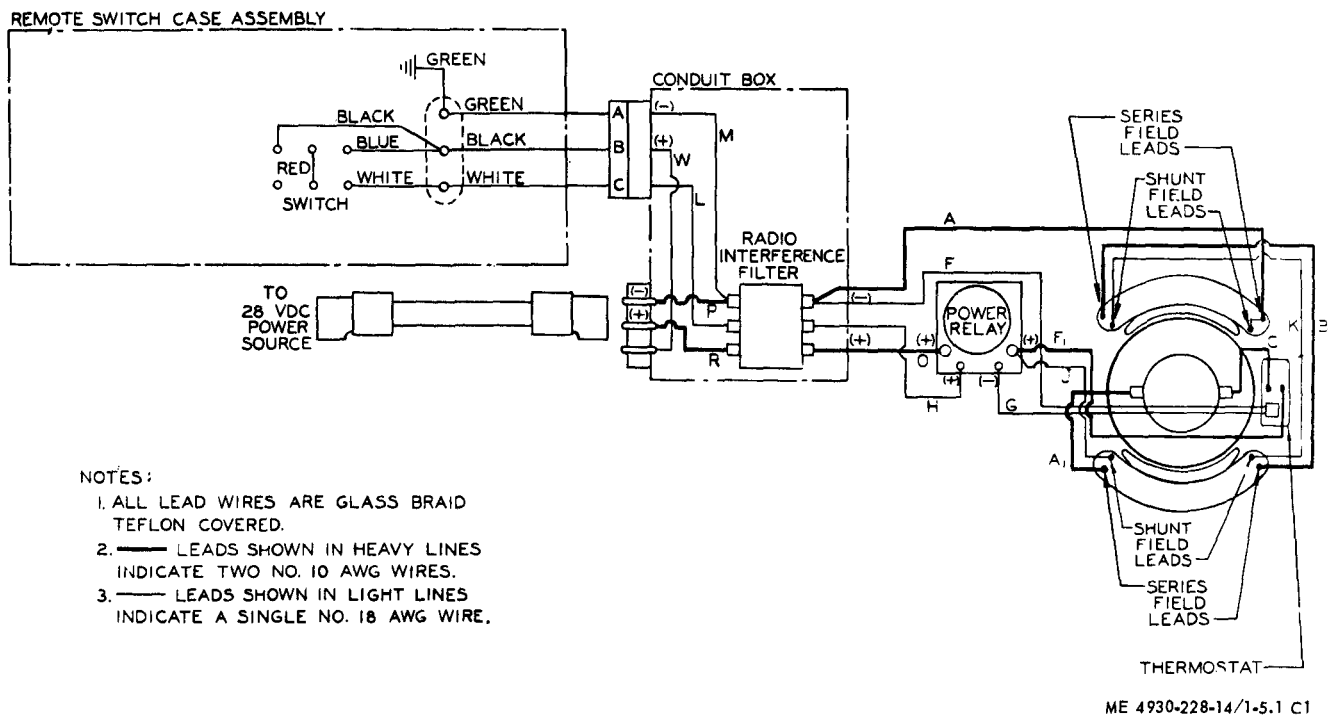 REMOTE SWITCH CASE ASSEMBLY
GREEN
GREEN
BLACK
BLUE
BLACK
RED
WHITE
WHITE
SWITCH
A
B
C
CONDUIT BOX
(-)
M
(+)
W
L
RADIO
INTERFERENCE
FILTER
TO
28 VDC
POWER
SOURCE
(-)
(+)
P
R
(-)
(+)
A
F
POWER
RELAY
(+)
O
(+)
F1
J
(+)
(-)
H
G
SERIES
FIELD
LEADS
SHUNT
FIELD
LEADS
C
K
B
A1
SHUNT
FIELD
LEADS
SERIES
FIELD
LEADS
THERMOSTAT
NOTES:
1. ALL LEAD WIRES ARE GLASS BRAID
TEFLON COVERED.
2. LEADS SHOWN IN HEAVY LINES
INDICATE TWO NO. 10 AWG WIRES.
3. LEADS SHOWN IN LIGHT LINES
INDICATE A SINGLE NO. 18 AWG WIRE.
ME 4930-228-14/1-5.1 C1